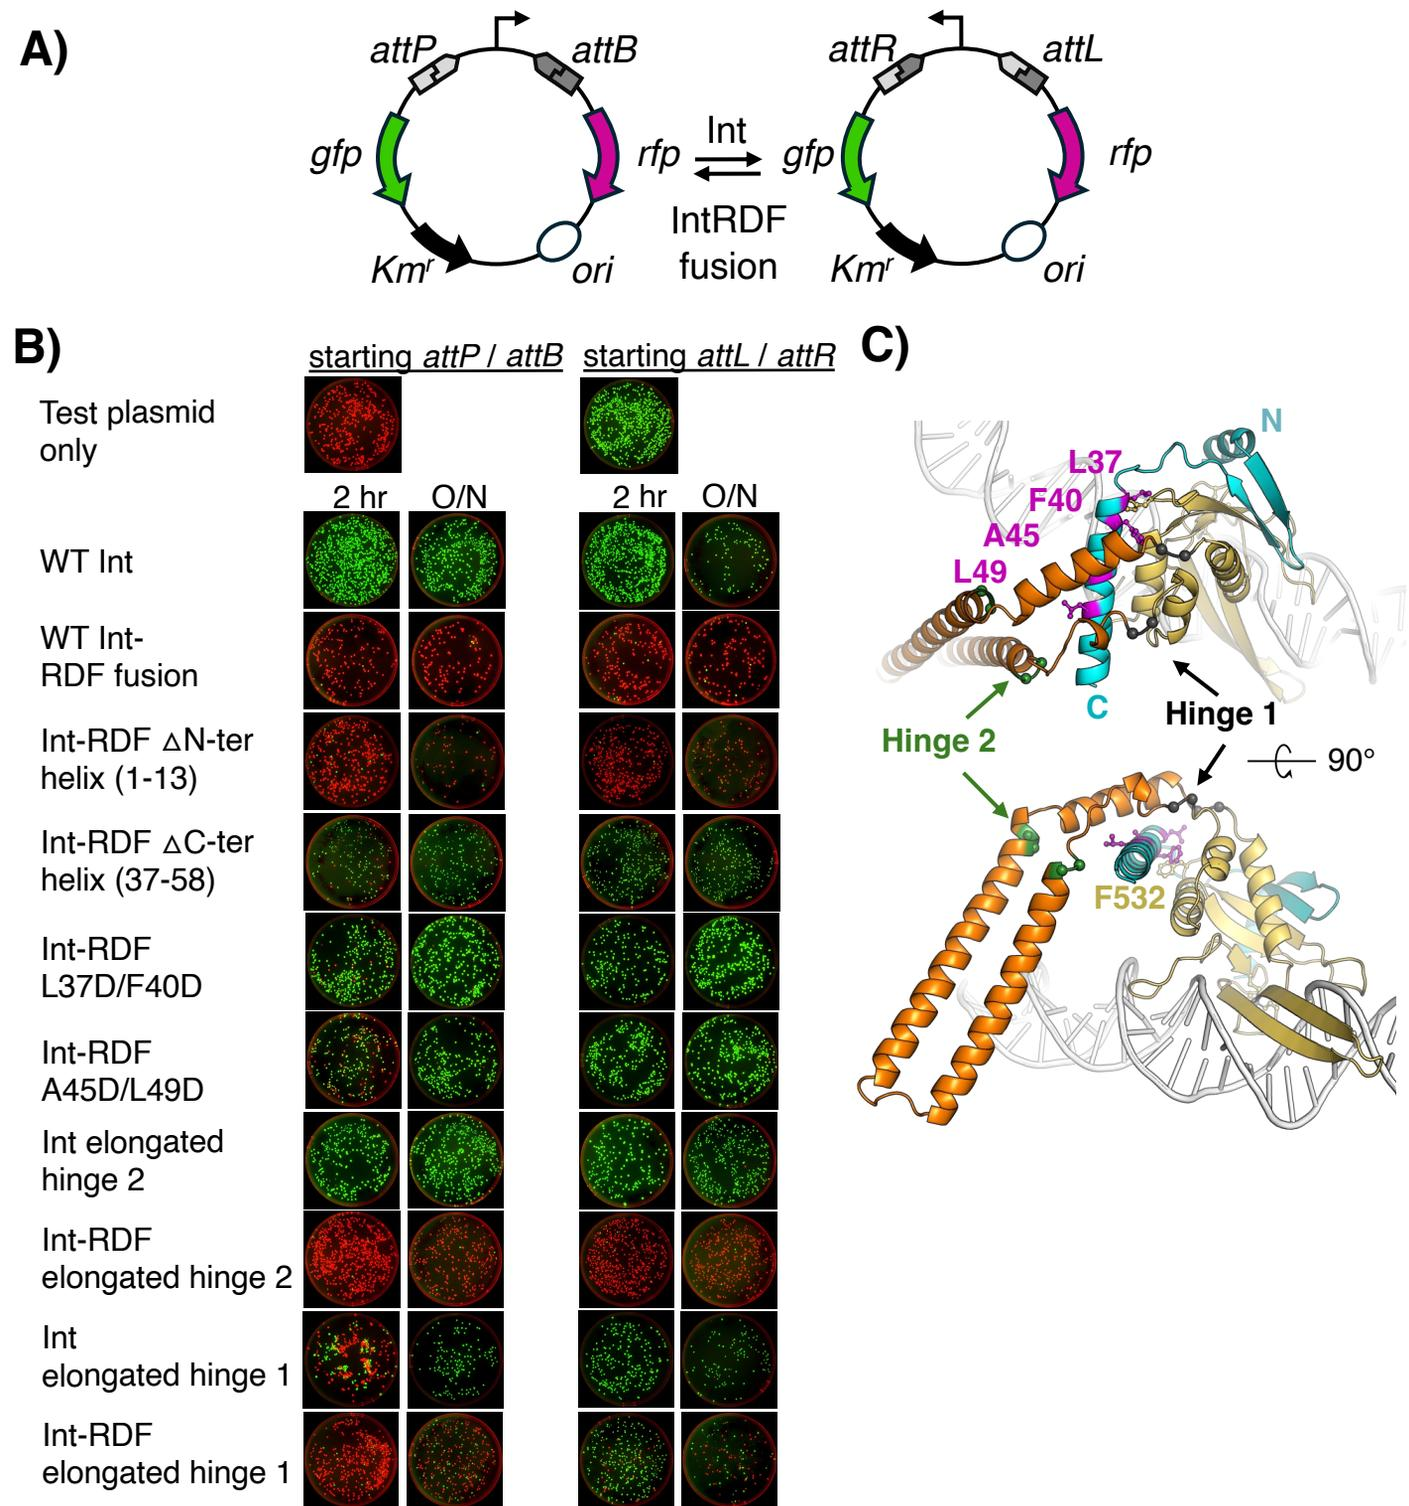 A)
attP
attB
attR
attL
gfp
rfp
Int
gfp
rfp
IntRDF
fusion
Kmr
ori
Kmr
ori
B)
starting attP / attB
starting attL / attR
Test plasmid
only
2 hr
O/N
2 hr
O/N
WT Int
WT Int-
RDF fusion
Int-RDF △N-ter
helix (1-13)
Int-RDF △C-ter
helix (37-58)
Int-RDF
L37D/F40D
Int-RDF
A45D/L49D
Int elongated
hinge 2
Int-RDF
elongated hinge 2
Int
elongated hinge 1
Int-RDF
elongated hinge 1
C)
N
L37
F40
A45
L49
C
Hinge 1
Hinge 2
90°
F532